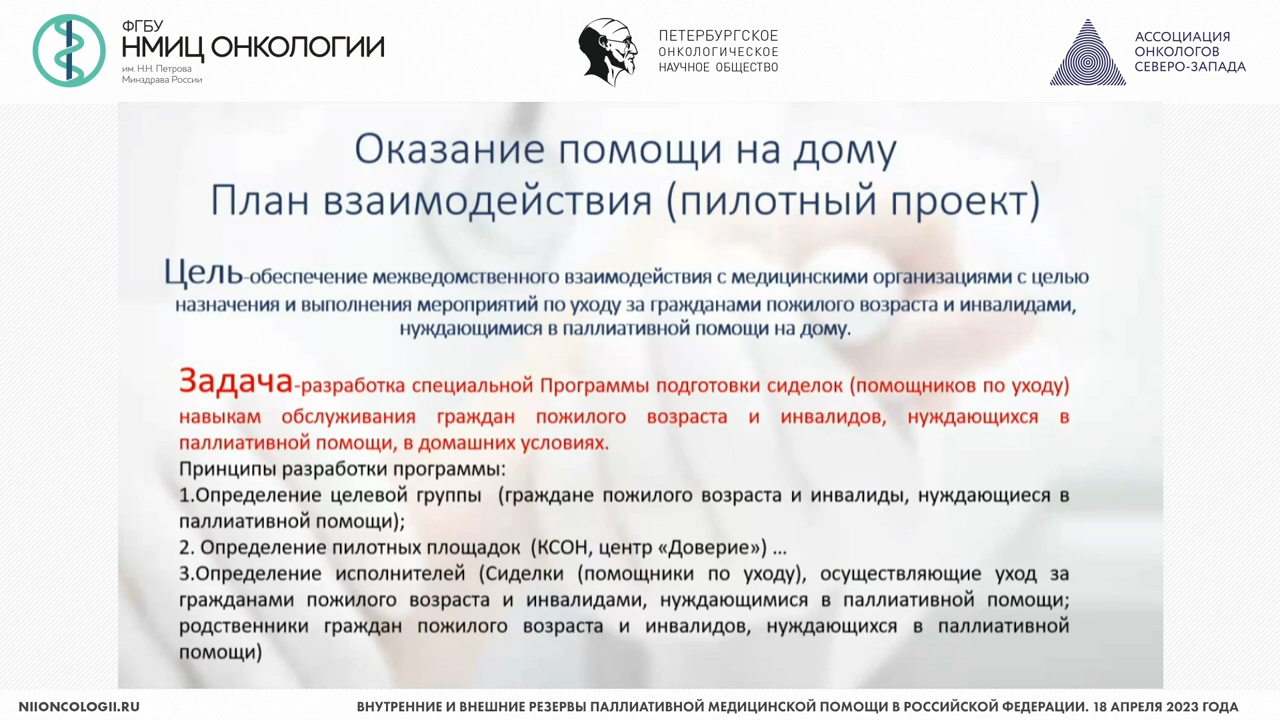 ФГБУ
НМИЦ ОНКОЛОГИИ
им. Н.Н. Петрова
Минздрава России
ПЕТЕРБУРГСКОЕ
ОНКОЛОГИЧЕСКОЕ
НАУЧНОЕ ОБЩЕСТВО
АССОЦИАЦИЯ
ОНКОЛОГОВ
СЕВЕРО-ЗАПАДА
Оказание помощи на дому
План взаимодействия (пилотный проект)
Цель-обеспечение межведомственного взаимодействия с медицинскими организациями с целью
назначения и выполнения мероприятий по уходу за гражданами пожилого возраста и инвалидами,
нуждающимися в паллиативной помощи на дому.
Задача-разработка специальной Программы подготовки сиделок (помощников по уходу)
навыкам обслуживания граждан пожилого возраста и инвалидов, нуждающихся в
паллиативной помощи, в домашних условиях.
Принципы разработки программы:
1.Определение целевой группы (граждане пожилого возраста и инвалиды, нуждающиеся в
паллиативной помощи);
2. Определение пилотных площадок (КСОН, центр «Доверие») ...
3.Определение исполнителей (Сиделки (помощники по уходу), осуществляющие уход за
гражданами пожилого возраста и инвалидами, нуждающимися в паллиативной помощи;
родственники граждан пожилого возраста и инвалидов, нуждающихся в паллиативной
помощи)
NIIONCOLOGII.RU
ВНУТРЕННИЕ И ВНЕШНИЕ РЕЗЕРВЫ ПАЛЛИАТИВНОЙ МЕДИЦИНСКОЙ ПОМОЩИ В РОССИЙСКОЙ ФЕДЕРАЦИИ. 18 АПРЕЛЯ 2023 ГОДА